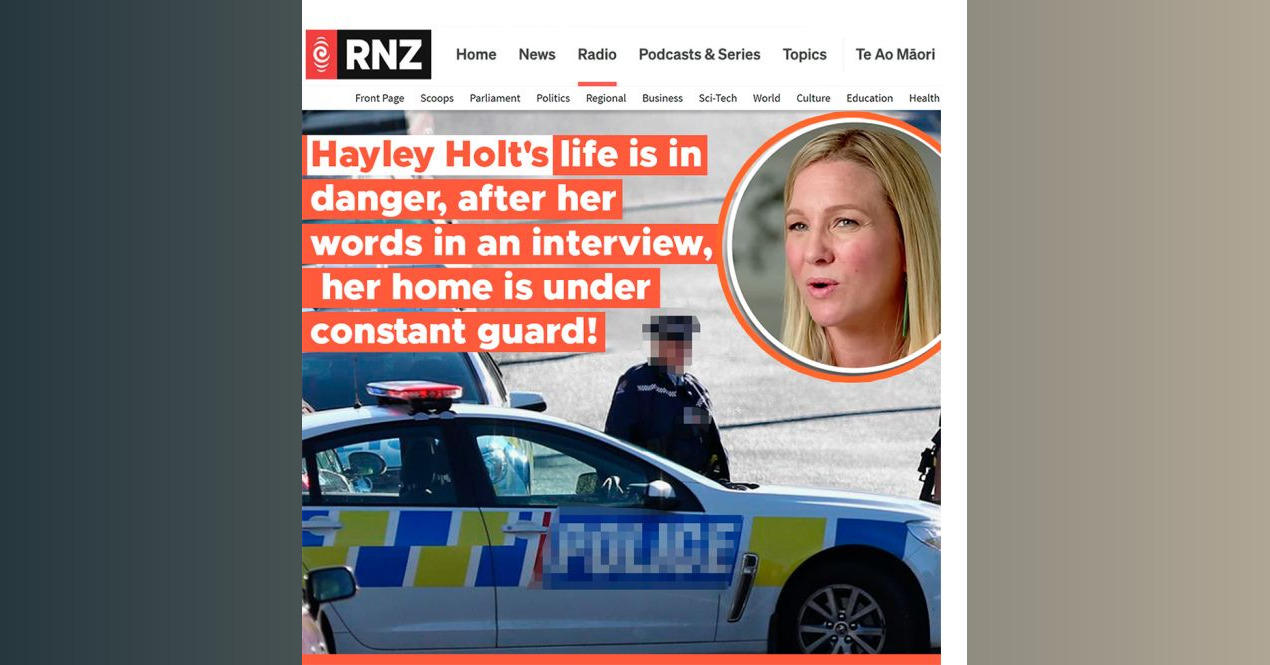 RNZ
Home News Radio Podcasts & Series Topics Te Ao Māori
Front Page Scoops Parliament Politics Regional Business Sci-Tech World Culture Education Health
Hayley Holt's life is in
danger, after her
words in an interview,
her home is under
constant guard!
POLICE